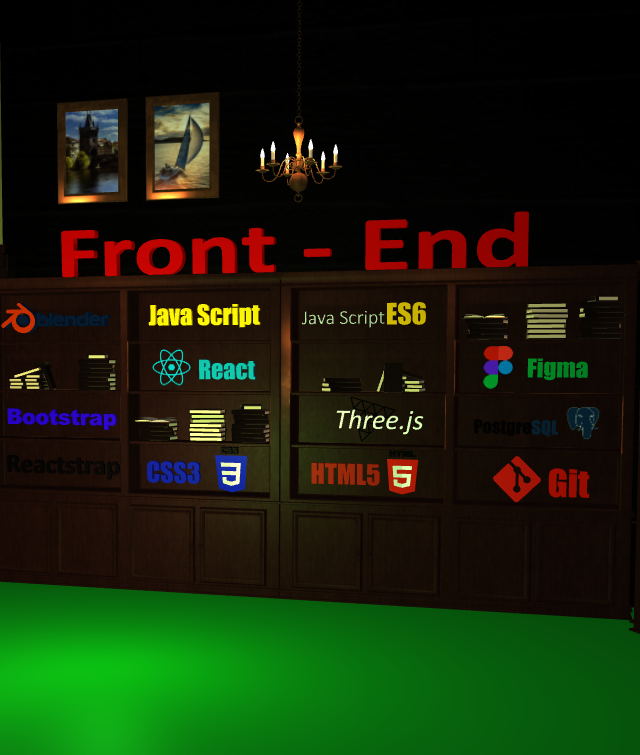 Front - End
blender
Java Script
Java Script ES6
React
Figma
Bootstrap
Three.js
PostgreSQL
Reactstrap
CSS3
HTML5
Git